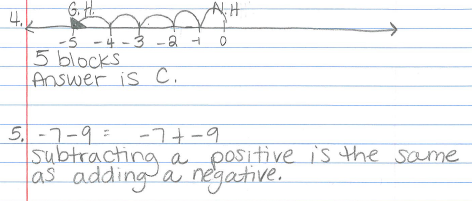 G.H. N.H
4.
-5 -4 -3 -2 -1 0
5 blocks
Answer is C.
5. -7-9 = -7+-9
subtracting a positive is the same
as adding a negative.